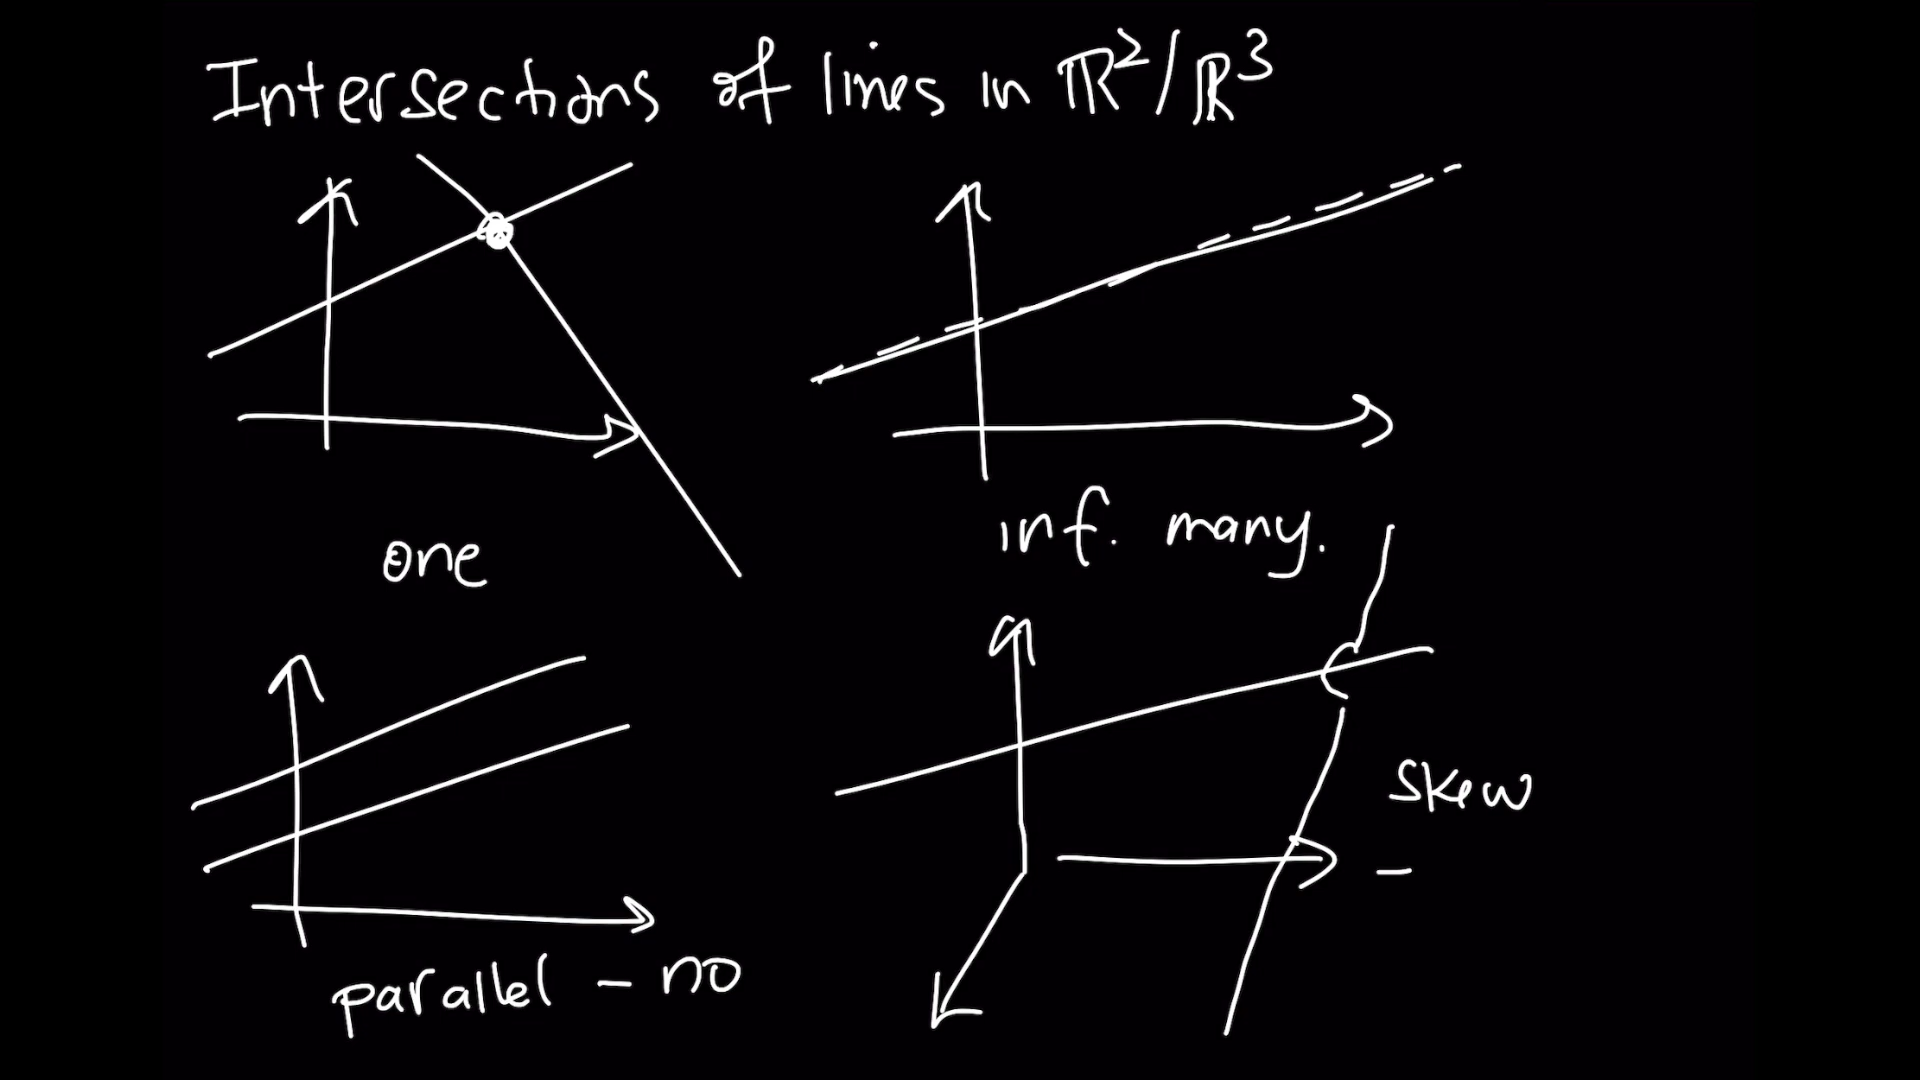 Intersections of lines in ℝ²/ℝ³
one
inf. many.
skew
–
parallel – no